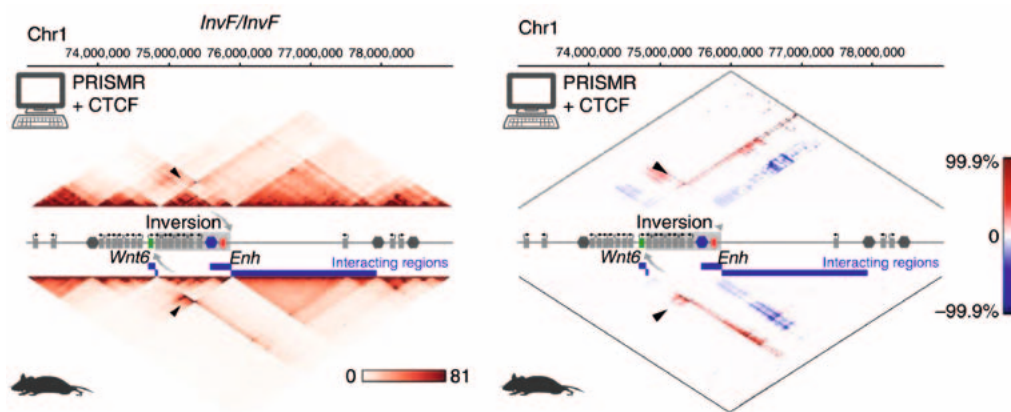 InvF/InvF
Chr1
74,000,000 75,000,000 76,000,000 77,000,000 78,000,000
PRISMR
+ CTCF
Inversion
Wnt6
Enh
Interacting regions
0 81
Chr1
74,000,000 75,000,000 76,000,000 77,000,000 78,000,000
PRISMR
+ CTCF
Inversion
Wnt6
Enh
Interacting regions
99.9%
0
−99.9%